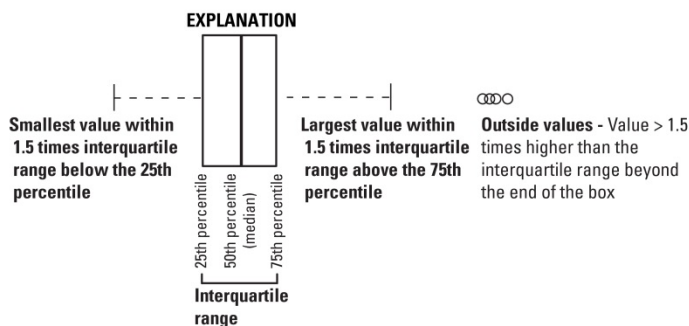 EXPLANATION
Smallest value within
1.5 times interquartile
range below the 25th
percentile
Largest value within
1.5 times interquartile
range above the 75th
percentile
Outside values - Value > 1.5
times higher than the
interquartile range beyond
the end of the box
25th percentile
50th percentile
(median)
75th percentile
Interquartile
range